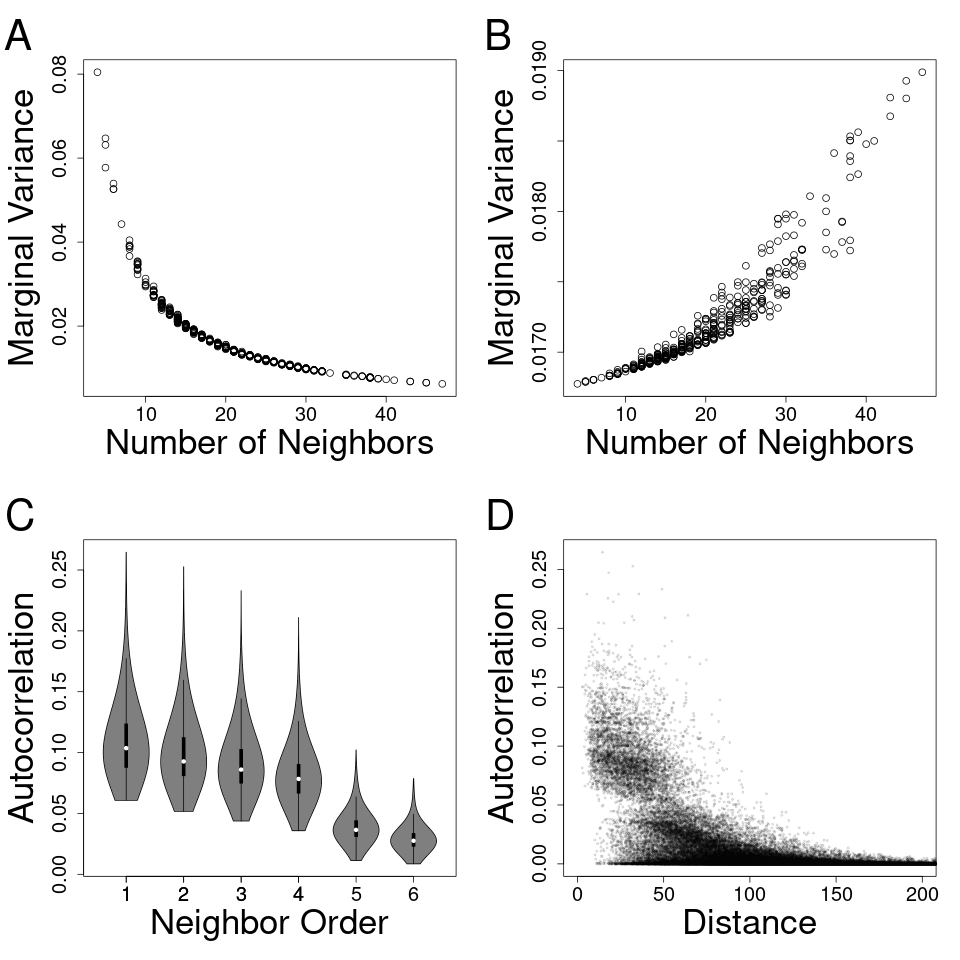 A
Marginal Variance
0.08
0.06
0.04
0.02
10 20 30 40
Number of Neighbors
B
Marginal Variance
0.0190
0.0180
0.0170
10 20 30 40
Number of Neighbors
C
Autocorrelation
0.25
0.20
0.15
0.10
0.05
0.00
1 2 3 4 5 6
Neighbor Order
D
Autocorrelation
0.25
0.20
0.15
0.10
0.05
0.00
0 50 100 150 200
Distance